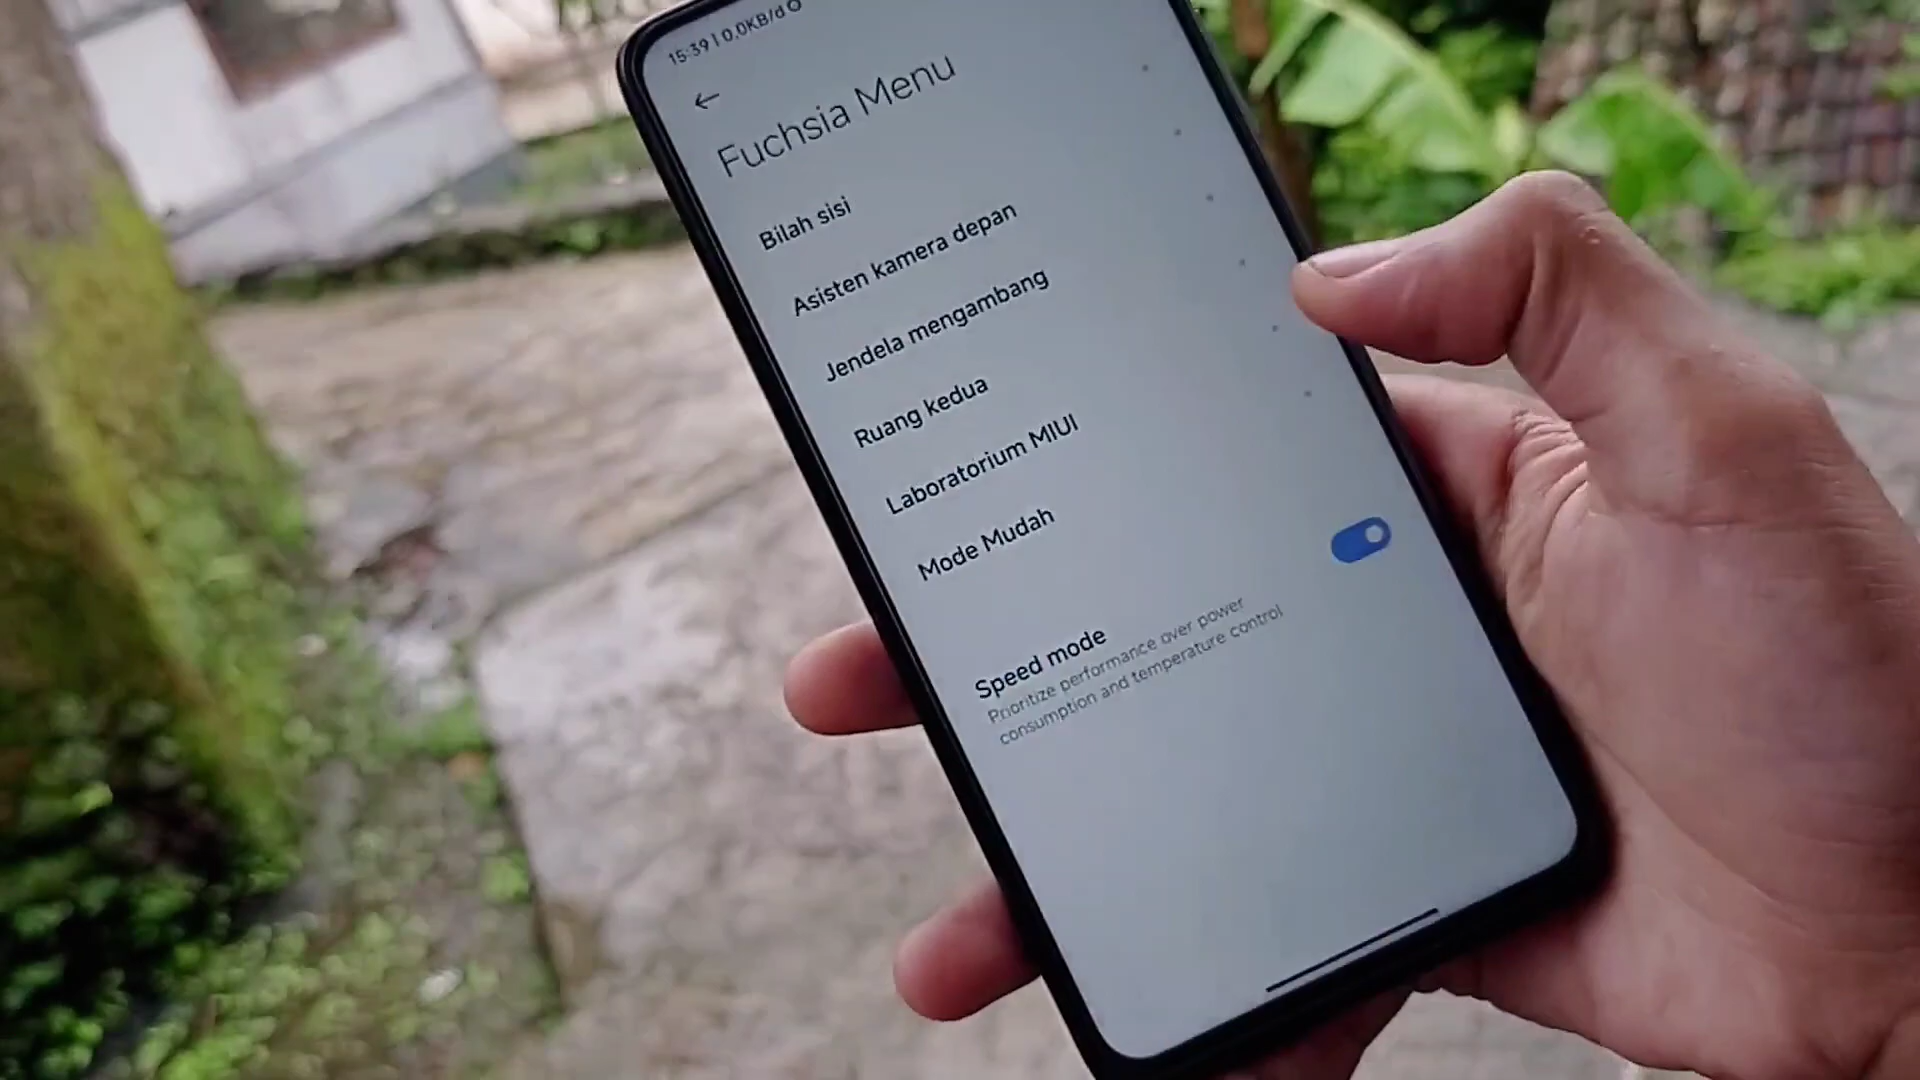 15:39 | 0,0KB/d
Fuchsia Menu
Bilah sisi
Asisten kamera depan
Jendela mengambang
Ruang kedua
Laboratorium MIUI
Mode Mudah
Speed mode
Prioritize performance over power
consumption and temperature control